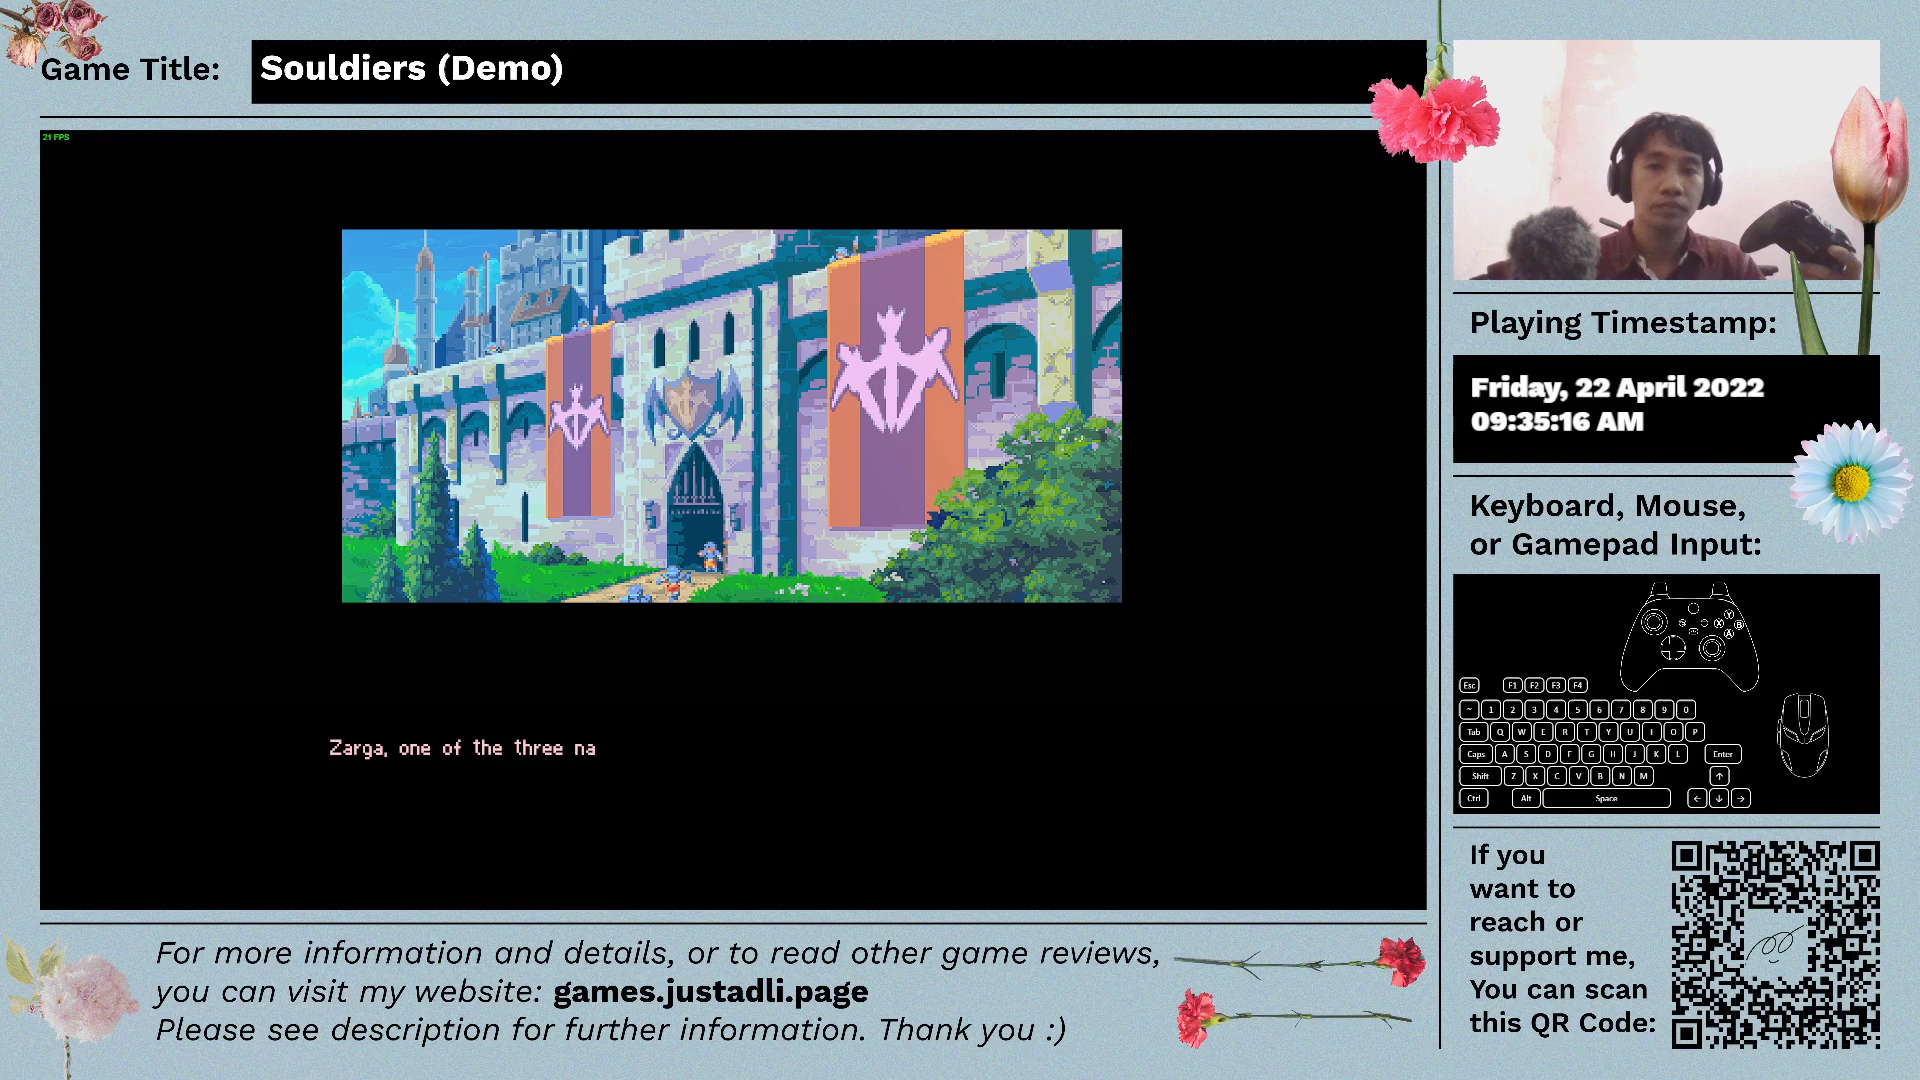 Game Title:
Souldiers (Demo)
21 FPS
Zarga, one of the three na
Playing Timestamp:
Friday, 22 April 2022
09:35:16 AM
Keyboard, Mouse,
or Gamepad Input:
Y
X B
A
Esc F1 F2 F3 F4
~ 1 2 3 4 5 6 7 8 9 0
Tab Q W E R T Y U I O P
Caps A S D F G H J K L Enter
Shift Z X C V B N M ↑
Ctrl Alt Space ← ↓ →
If you
want to
reach or
support me,
You can scan
this QR Code:
For more information and details, or to read other game reviews,
you can visit my website: games.justadli.page
Please see description for further information. Thank you :)